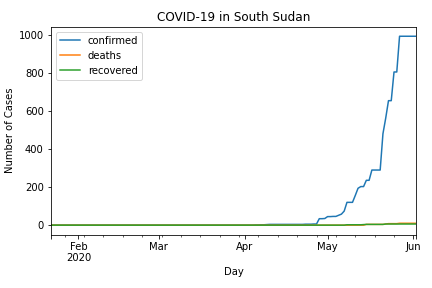 COVID-19 in South Sudan
confirmed
deaths
recovered
Number of Cases
1000
800
600
400
200
0
Feb
2020
Mar
Apr
May
Jun
Day